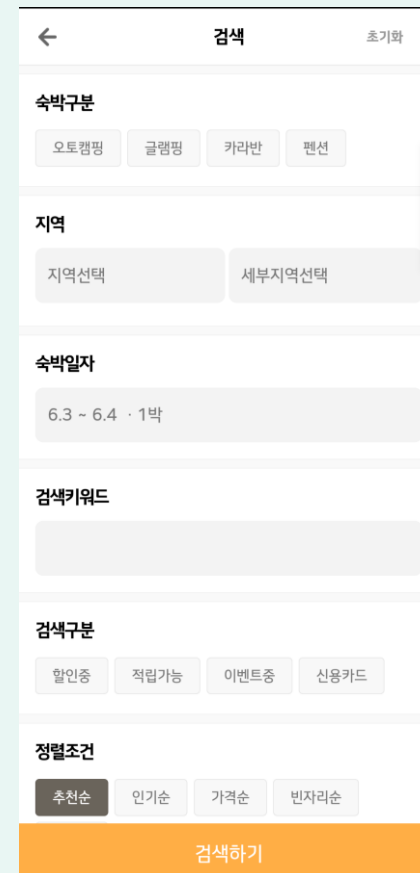 검색 초기화
숙박구분
오토캠핑 글램핑 카라반 펜션
지역
지역선택 세부지역선택
숙박일자
6.3 ~ 6.4 · 1박
검색키워드
검색구분
할인중 적립가능 이벤트중 신용카드
정렬조건
추천순 인기순 가격순 빈자리순
검색하기